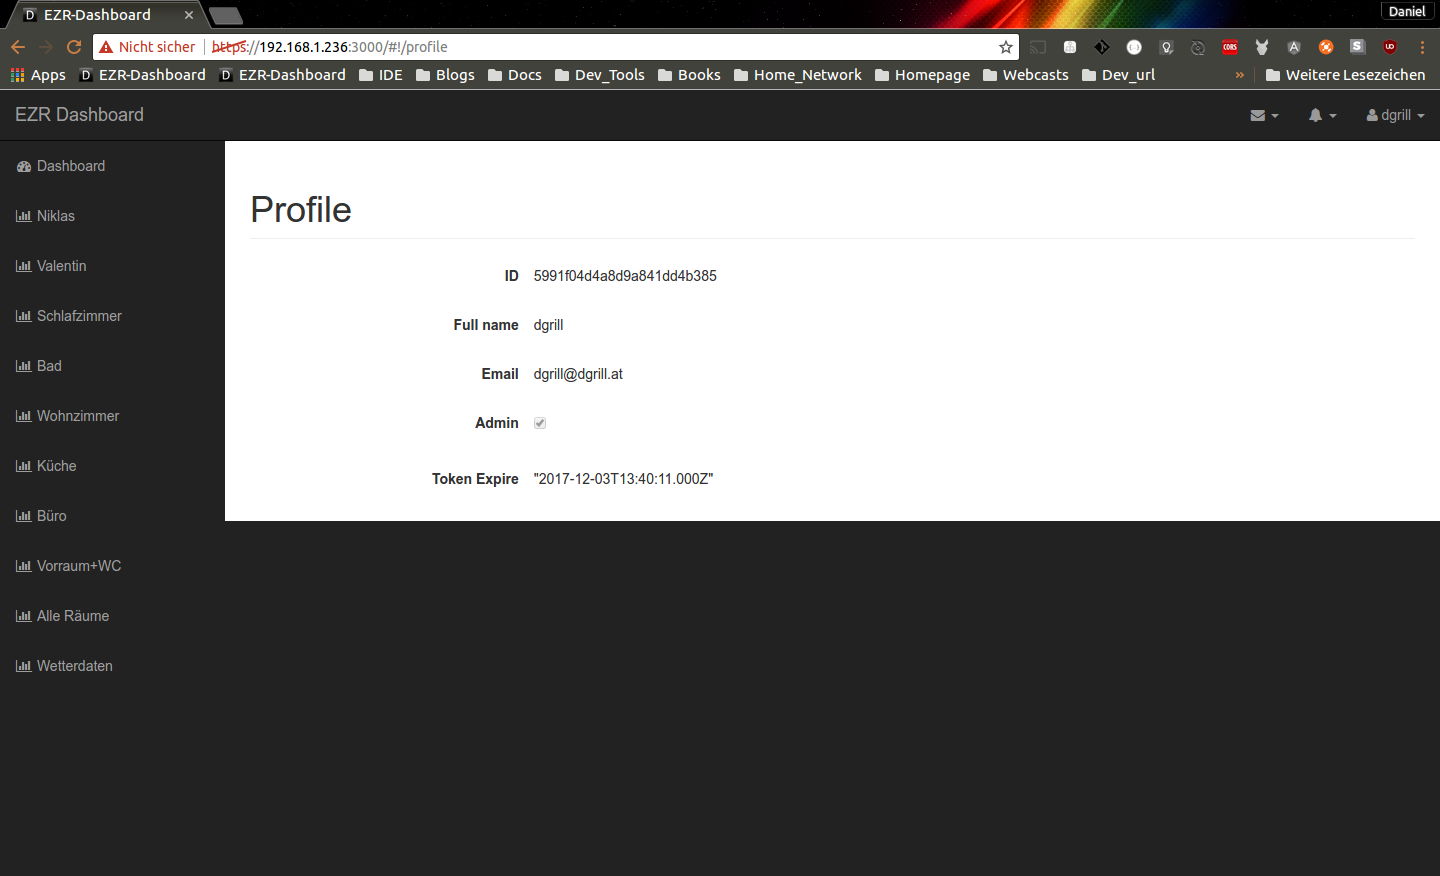 EZR-Dashboard
Daniel
Nicht sicher https://192.168.1.236:3000/#!/profile
Apps EZR-Dashboard EZR-Dashboard IDE Blogs Docs Dev_Tools Books Home_Network Homepage Webcasts Dev_url » Weitere Lesezeichen
EZR Dashboard dgrill
Dashboard
Niklas
Valentin
Schlafzimmer
Bad
Wohnzimmer
Küche
Büro
Vorraum+WC
Alle Räume
Wetterdaten
Profile
ID 5991f04d4a8d9a841dd4b385
Full name dgrill
Email dgrill@dgrill.at
Admin
Token Expire "2017-12-03T13:40:11.000Z"